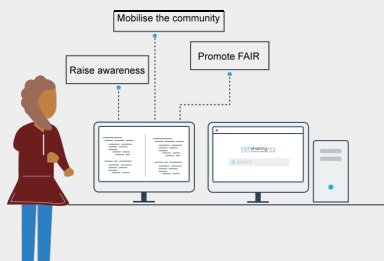 Mobilise the community
Raise awareness
Promote FAIR
FAIRsharing.org